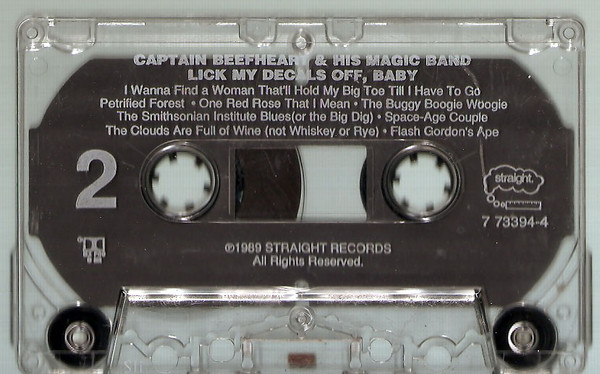 CAPTAIN BEEFHEART & HIS MAGIC BAND
LICK MY DECALS OFF, BABY
I Wanna Find a Woman That'll Hold My Big Toe Till I Have To Go
Petrified Forest • One Red Rose That I Mean • The Buggy Boogie Woogie
The Smithsonian Institute Blues(or the Big Dig) • Space-Age Couple
The Clouds Are Full of Wine (not Whiskey or Rye) • Flash Gordon's Ape
2
straight.
7 73394-4
℗1989 STRAIGHT RECORDS
All Rights Reserved.